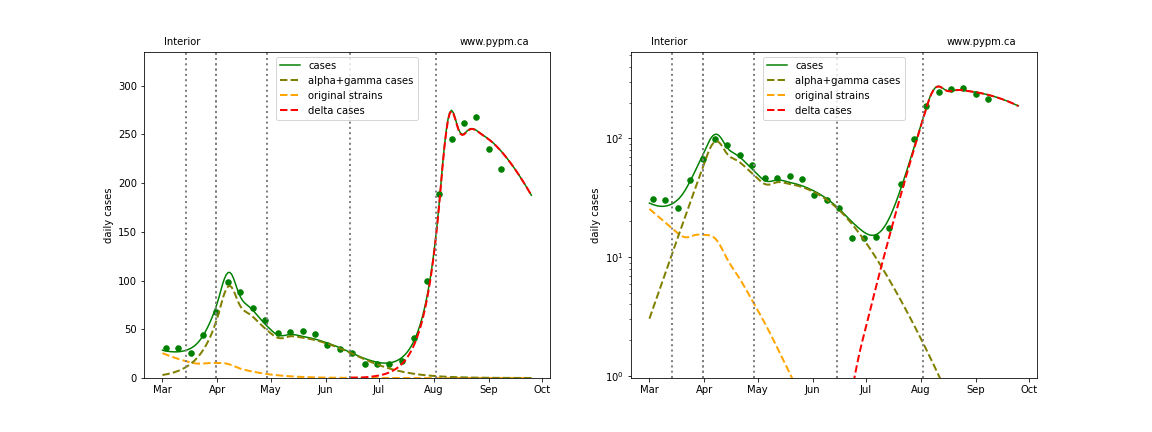 Interior
www.pypm.ca
cases
alpha+gamma cases
original strains
delta cases
daily cases
300
250
200
150
100
50
0
Mar Apr May Jun Jul Aug Sep Oct
Interior
www.pypm.ca
cases
alpha+gamma cases
original strains
delta cases
daily cases
10²
10¹
10⁰
Mar Apr May Jun Jul Aug Sep Oct